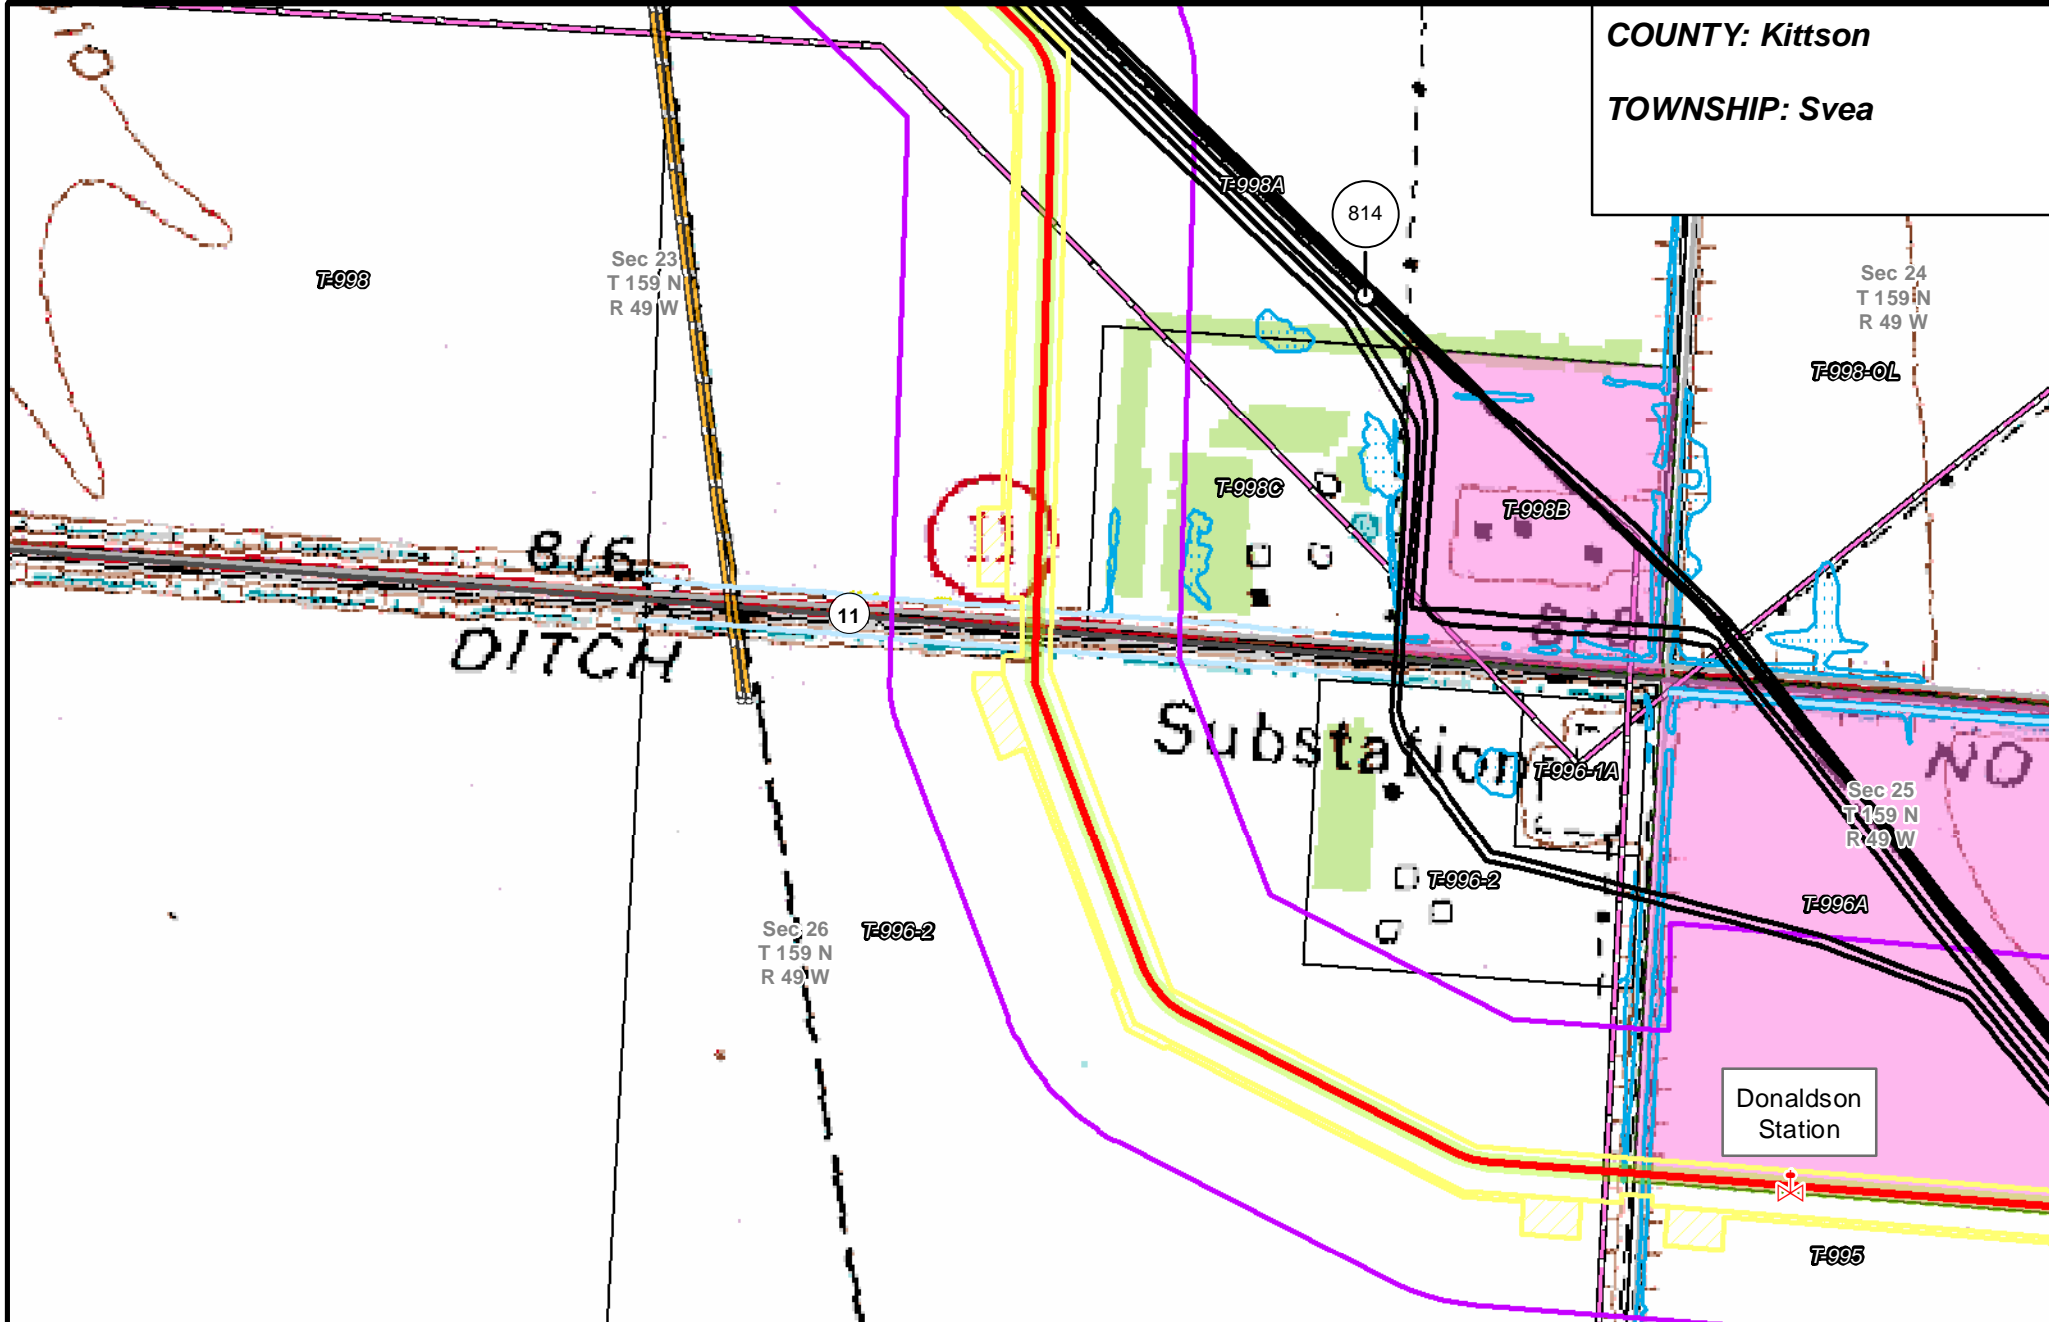 COUNTY: Kittson
TOWNSHIP: Svea
T-998A
814
Sec 23
T 159 N
R 49 W
T-998
Sec 24
T 159 N
R 49 W
T-998-OL
T-998C
T-998B
816
11
11
DITCH
Substation
T-996-1A
NO
Sec 25
T 159 N
R 49 W
T-996-2
T-996A
Sec 26
T 159 N
R 49 W
T-996-2
Donaldson
Station
T-995